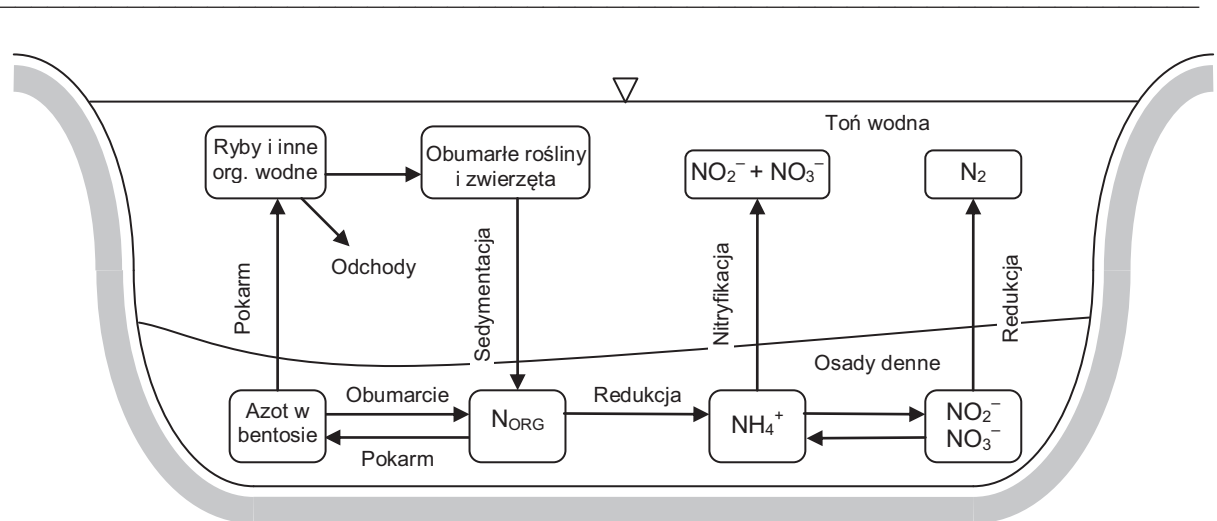 Toń wodna
Ryby i inne
org. wodne
Obumarłe rośliny
i zwierzęta
NO₂⁻ + NO₃⁻
N₂
Odchody
Pokarm
Sedymentacja
Nitryfikacja
Redukcja
Osady denne
Azot w
bentosie
Obumarcie
Pokarm
NORG
Redukcja
NH₄⁺
NO₂⁻
NO₃⁻